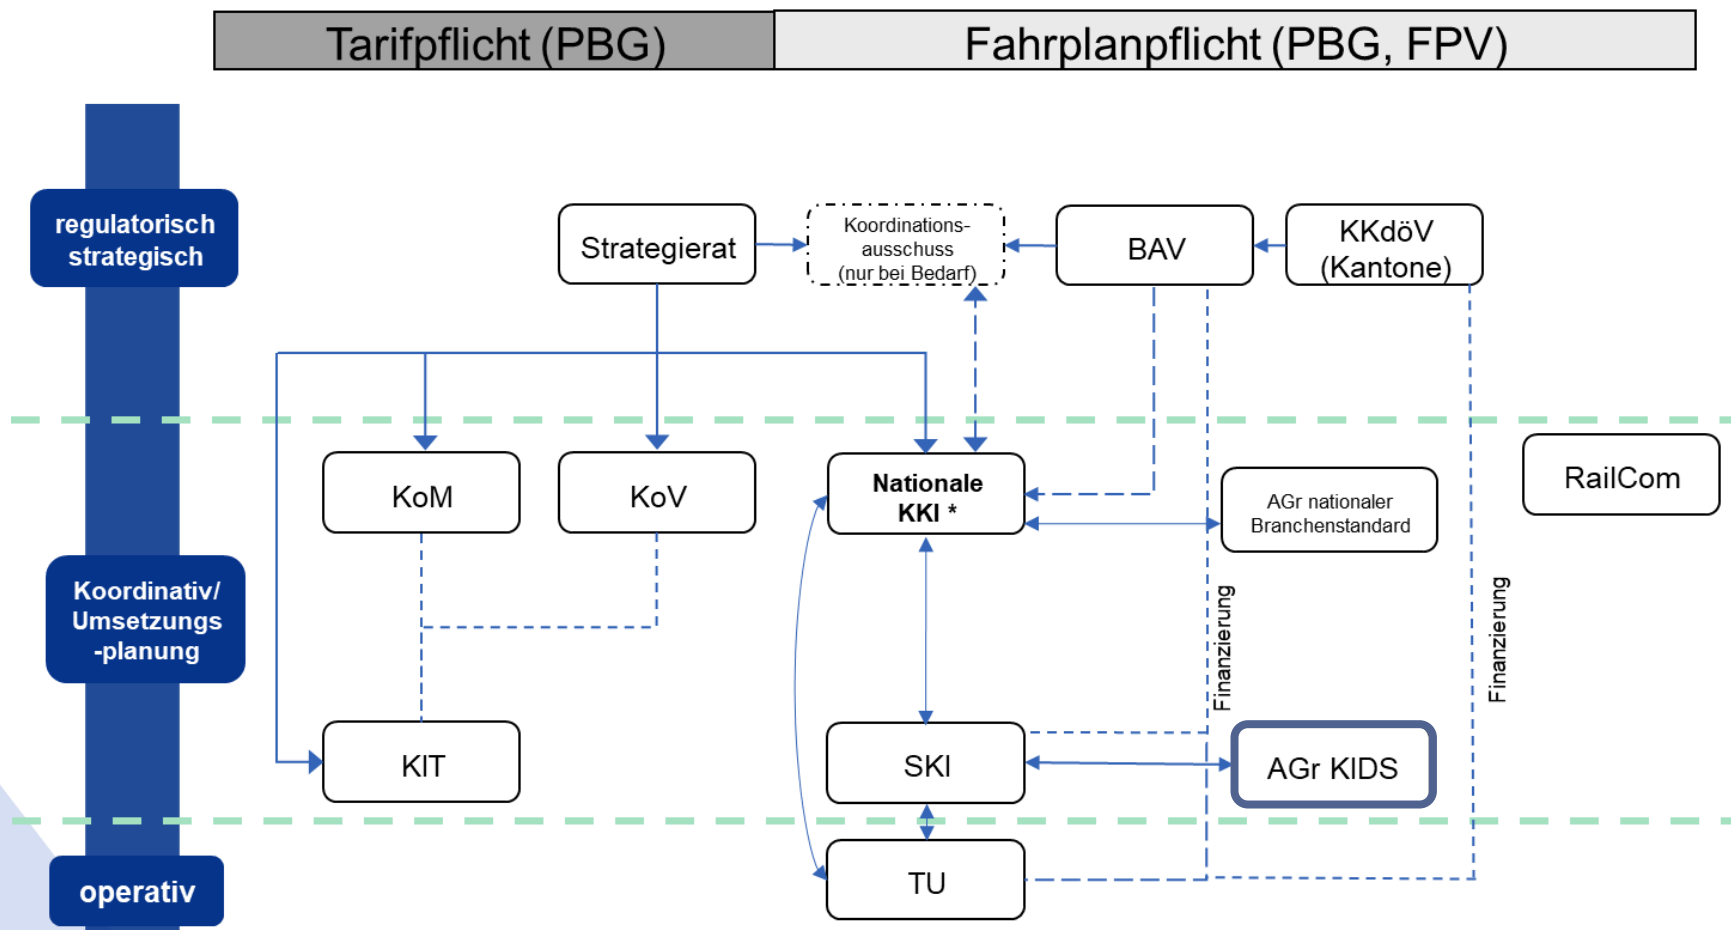 Tarifpflicht (PBG)
Fahrplanpflicht (PBG, FPV)
regulatorisch
strategisch
Strategierat
Koordinations-
ausschuss
(nur bei Bedarf)
BAV
KKdöV
(Kantone)
KoM
KoV
Nationale
KKI *
AGr nationaler
Branchenstandard
RailCom
Koordinativ/
Umsetzungs
-planung
Finanzierung
Finanzierung
KIT
SKI
AGr KIDS
operativ
TU